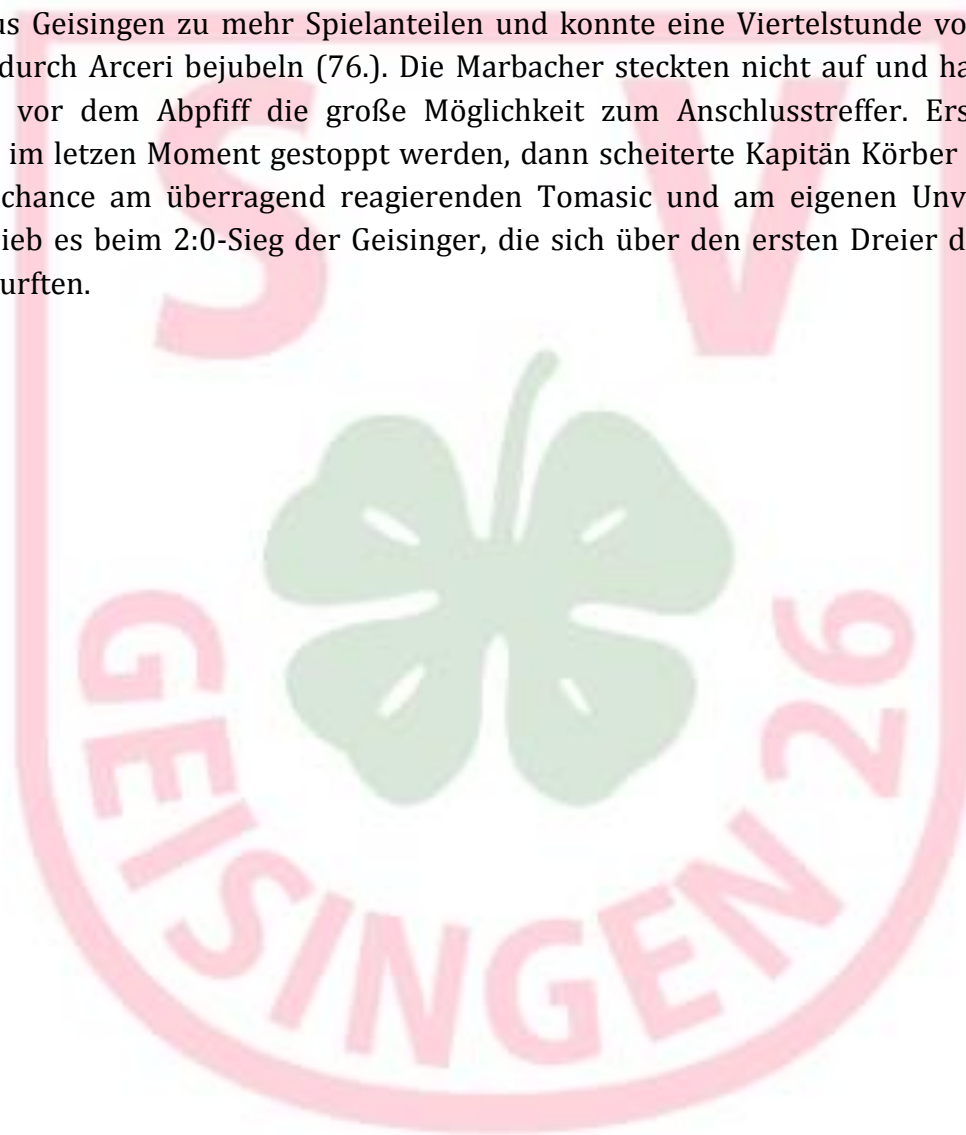 us Geisingen zu mehr Spielanteilen und konnte eine Viertelstunde vo
durch Arceri bejubeln (76.). Die Marbacher steckten nicht auf und ha
vor dem Abpfiff die große Möglichkeit zum Anschlusstreffer. Ers
im letzen Moment gestoppt werden, dann scheiterte Kapitän Körber
chance am überragend reagierenden Tomasic und am eigenen Unv
ieb es beim 2:0-Sieg der Geisinger, die sich über den ersten Dreier d
urften.
S V
GEISINGEN 26